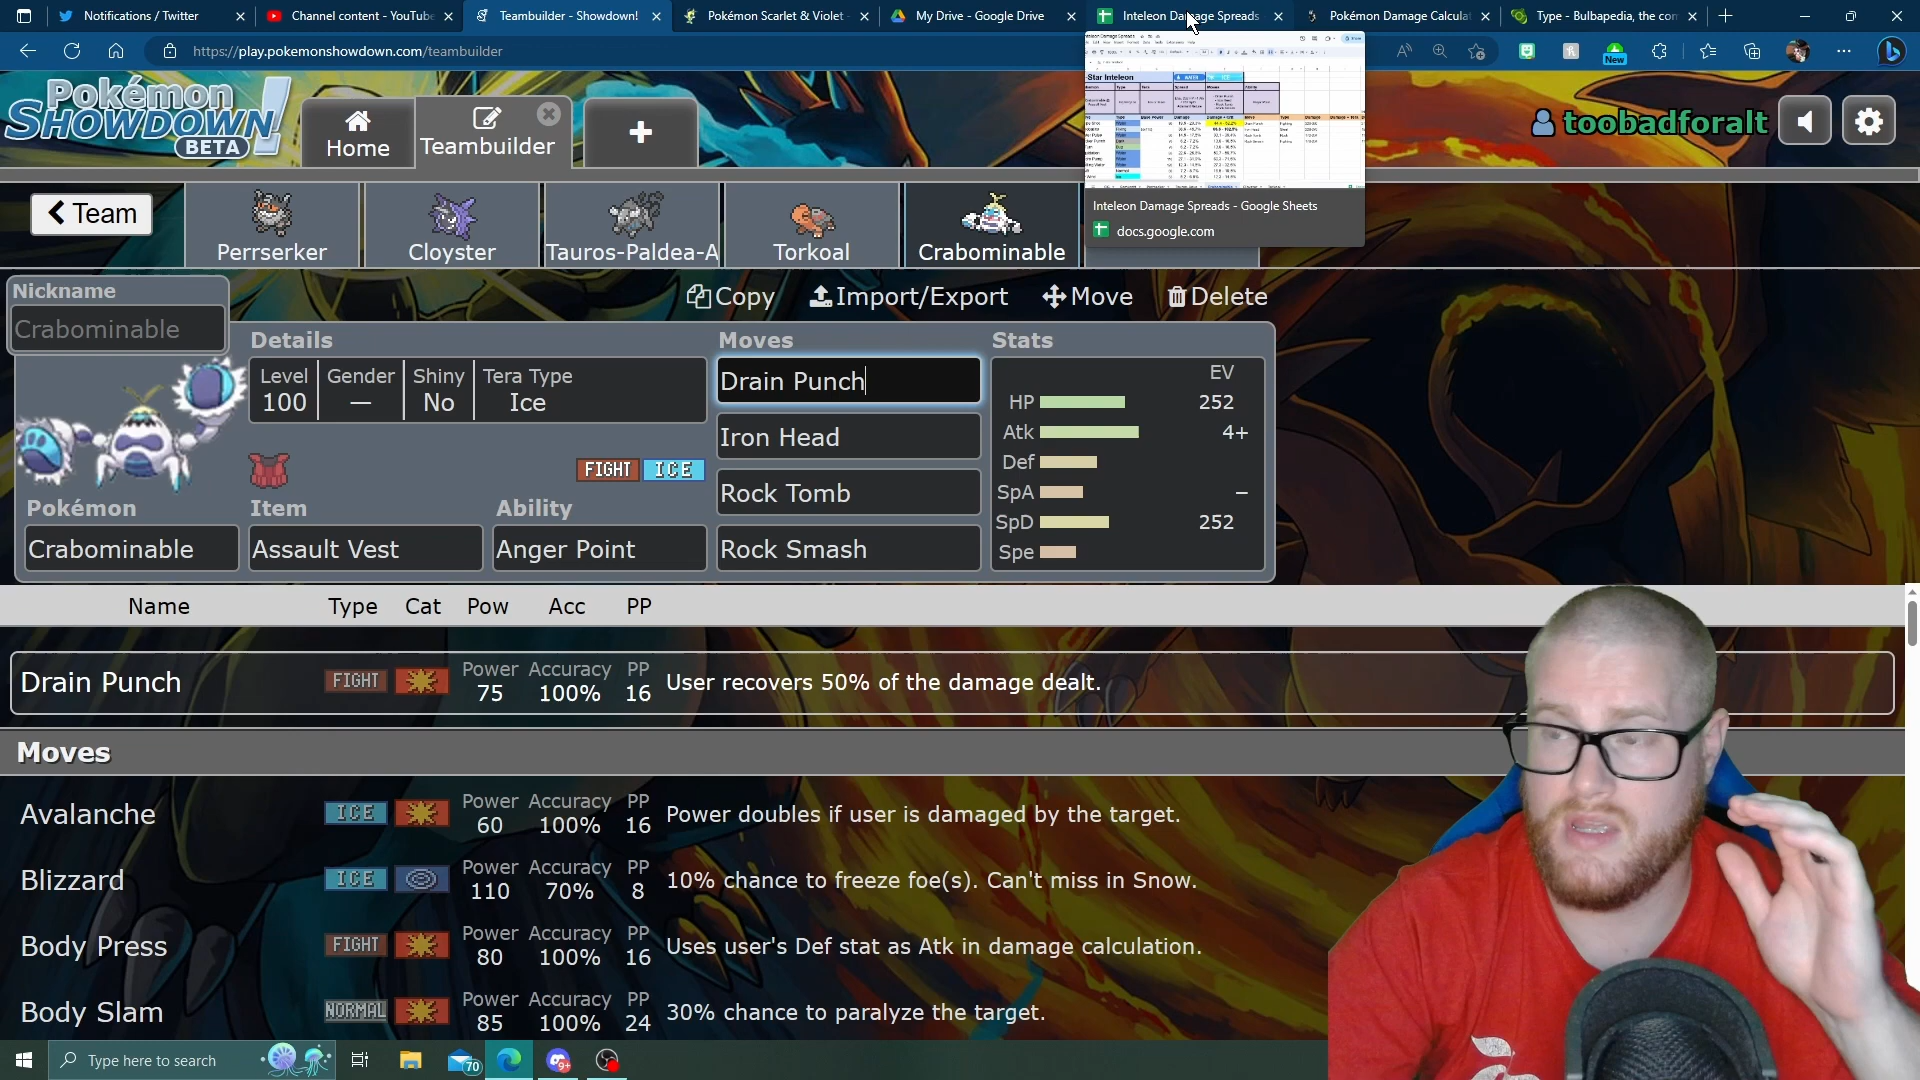 Notifications / Twitter
Channel content - YouTube
Teambuilder - Showdown!
Pokémon Scarlet & Violet -
My Drive - Google Drive
Inteleon Damage Spreads
Pokémon Damage Calcula
Type - Bulbapedia, the con
https://play.pokemonshowdown.com/teambuilder
New
Star Inteleon
WATER
ICE
Inteleon Damage Spreads - Google Sheets
docs.google.com
Pokémon
SHOWDOWN!
BETA
Home
Teambuilder
toobadforalt
Team
Perrserker
Cloyster
Tauros-Paldea-A
Torkoal
Crabominable
Copy
Import/Export
Move
Delete
Nickname
Crabominable
Details
Level
100
Gender
—
Shiny
No
Tera Type
Ice
FIGHT
ICE
Pokémon
Crabominable
Item
Assault Vest
Ability
Anger Point
Moves
Drain Punch
Iron Head
Rock Tomb
Rock Smash
Stats
EV
HP 252
Atk 4+
Def
SpA −
SpD 252
Spe
Name Type Cat Pow Acc PP
Drain Punch FIGHT Power 75 Accuracy 100% PP 16 User recovers 50% of the damage dealt.
Moves
Avalanche ICE Power 60 Accuracy 100% PP 16 Power doubles if user is damaged by the target.
Blizzard ICE Power 110 Accuracy 70% PP 8 10% chance to freeze foe(s). Can't miss in Snow.
Body Press FIGHT Power 80 Accuracy 100% PP 16 Uses user's Def stat as Atk in damage calculation.
Body Slam NORMAL Power 85 Accuracy 100% PP 24 30% chance to paralyze the target.
Type here to search
70
9+